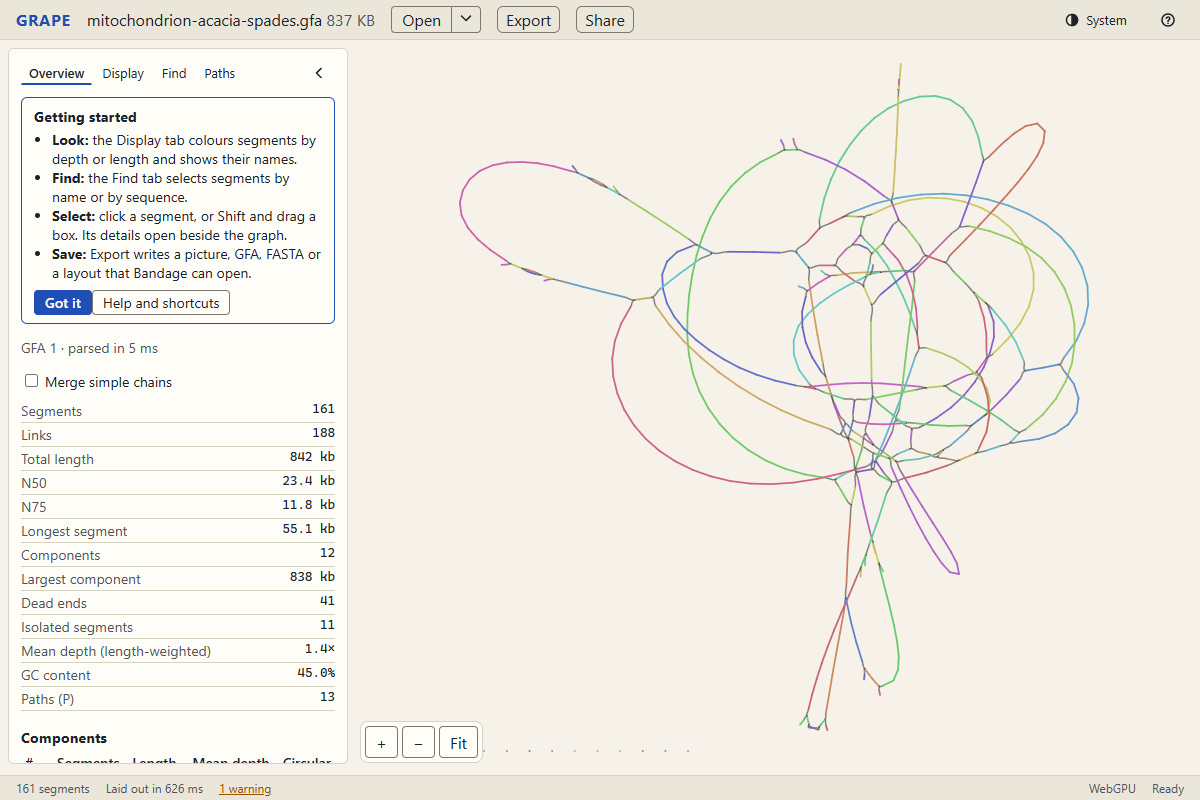 GRAPE mitochondrion-acacia-spades.gfa 837 KB Open Export Share System
Overview Display Find Paths
Getting started
• Look: the Display tab colours segments by
depth or length and shows their names.
• Find: the Find tab selects segments by
name or by sequence.
• Select: click a segment, or Shift and drag a
box. Its details open beside the graph.
• Save: Export writes a picture, GFA, FASTA or
a layout that Bandage can open.
Got it Help and shortcuts
GFA 1 · parsed in 5 ms
Merge simple chains
Segments 161
Links 188
Total length 842 kb
N50 23.4 kb
N75 11.8 kb
Longest segment 55.1 kb
Components 12
Largest component 838 kb
Dead ends 41
Isolated segments 11
Mean depth (length-weighted) 1.4×
GC content 45.0%
Paths (P) 13
Components
# Segments Length Mean depth Circular
+ − Fit
161 segments Laid out in 626 ms 1 warning WebGPU Ready